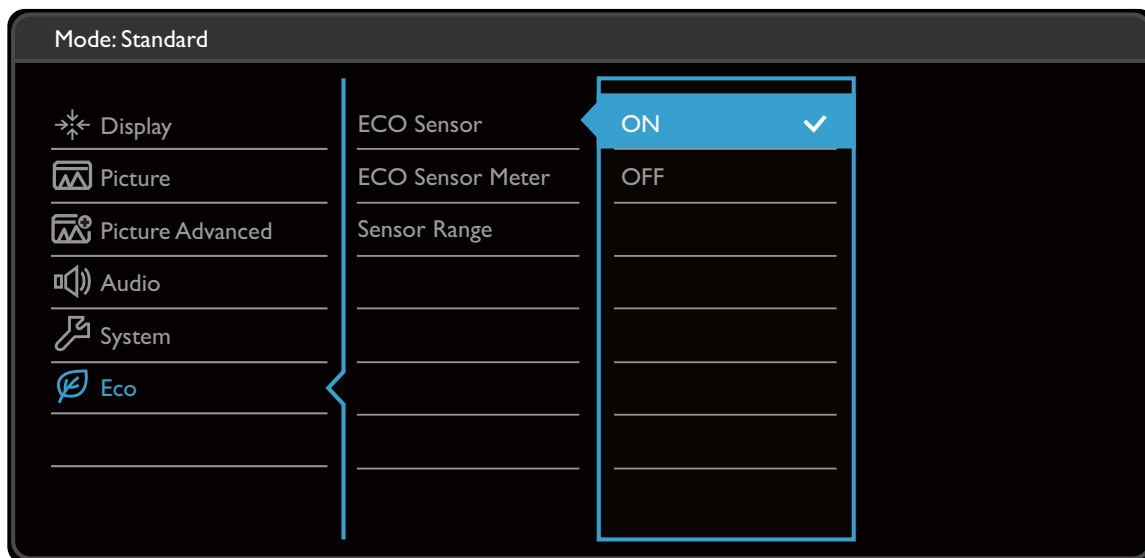 Mode: Standard
Display
Picture
Picture Advanced
Audio
System
Eco
ECO Sensor
ECO Sensor Meter
Sensor Range
ON
OFF